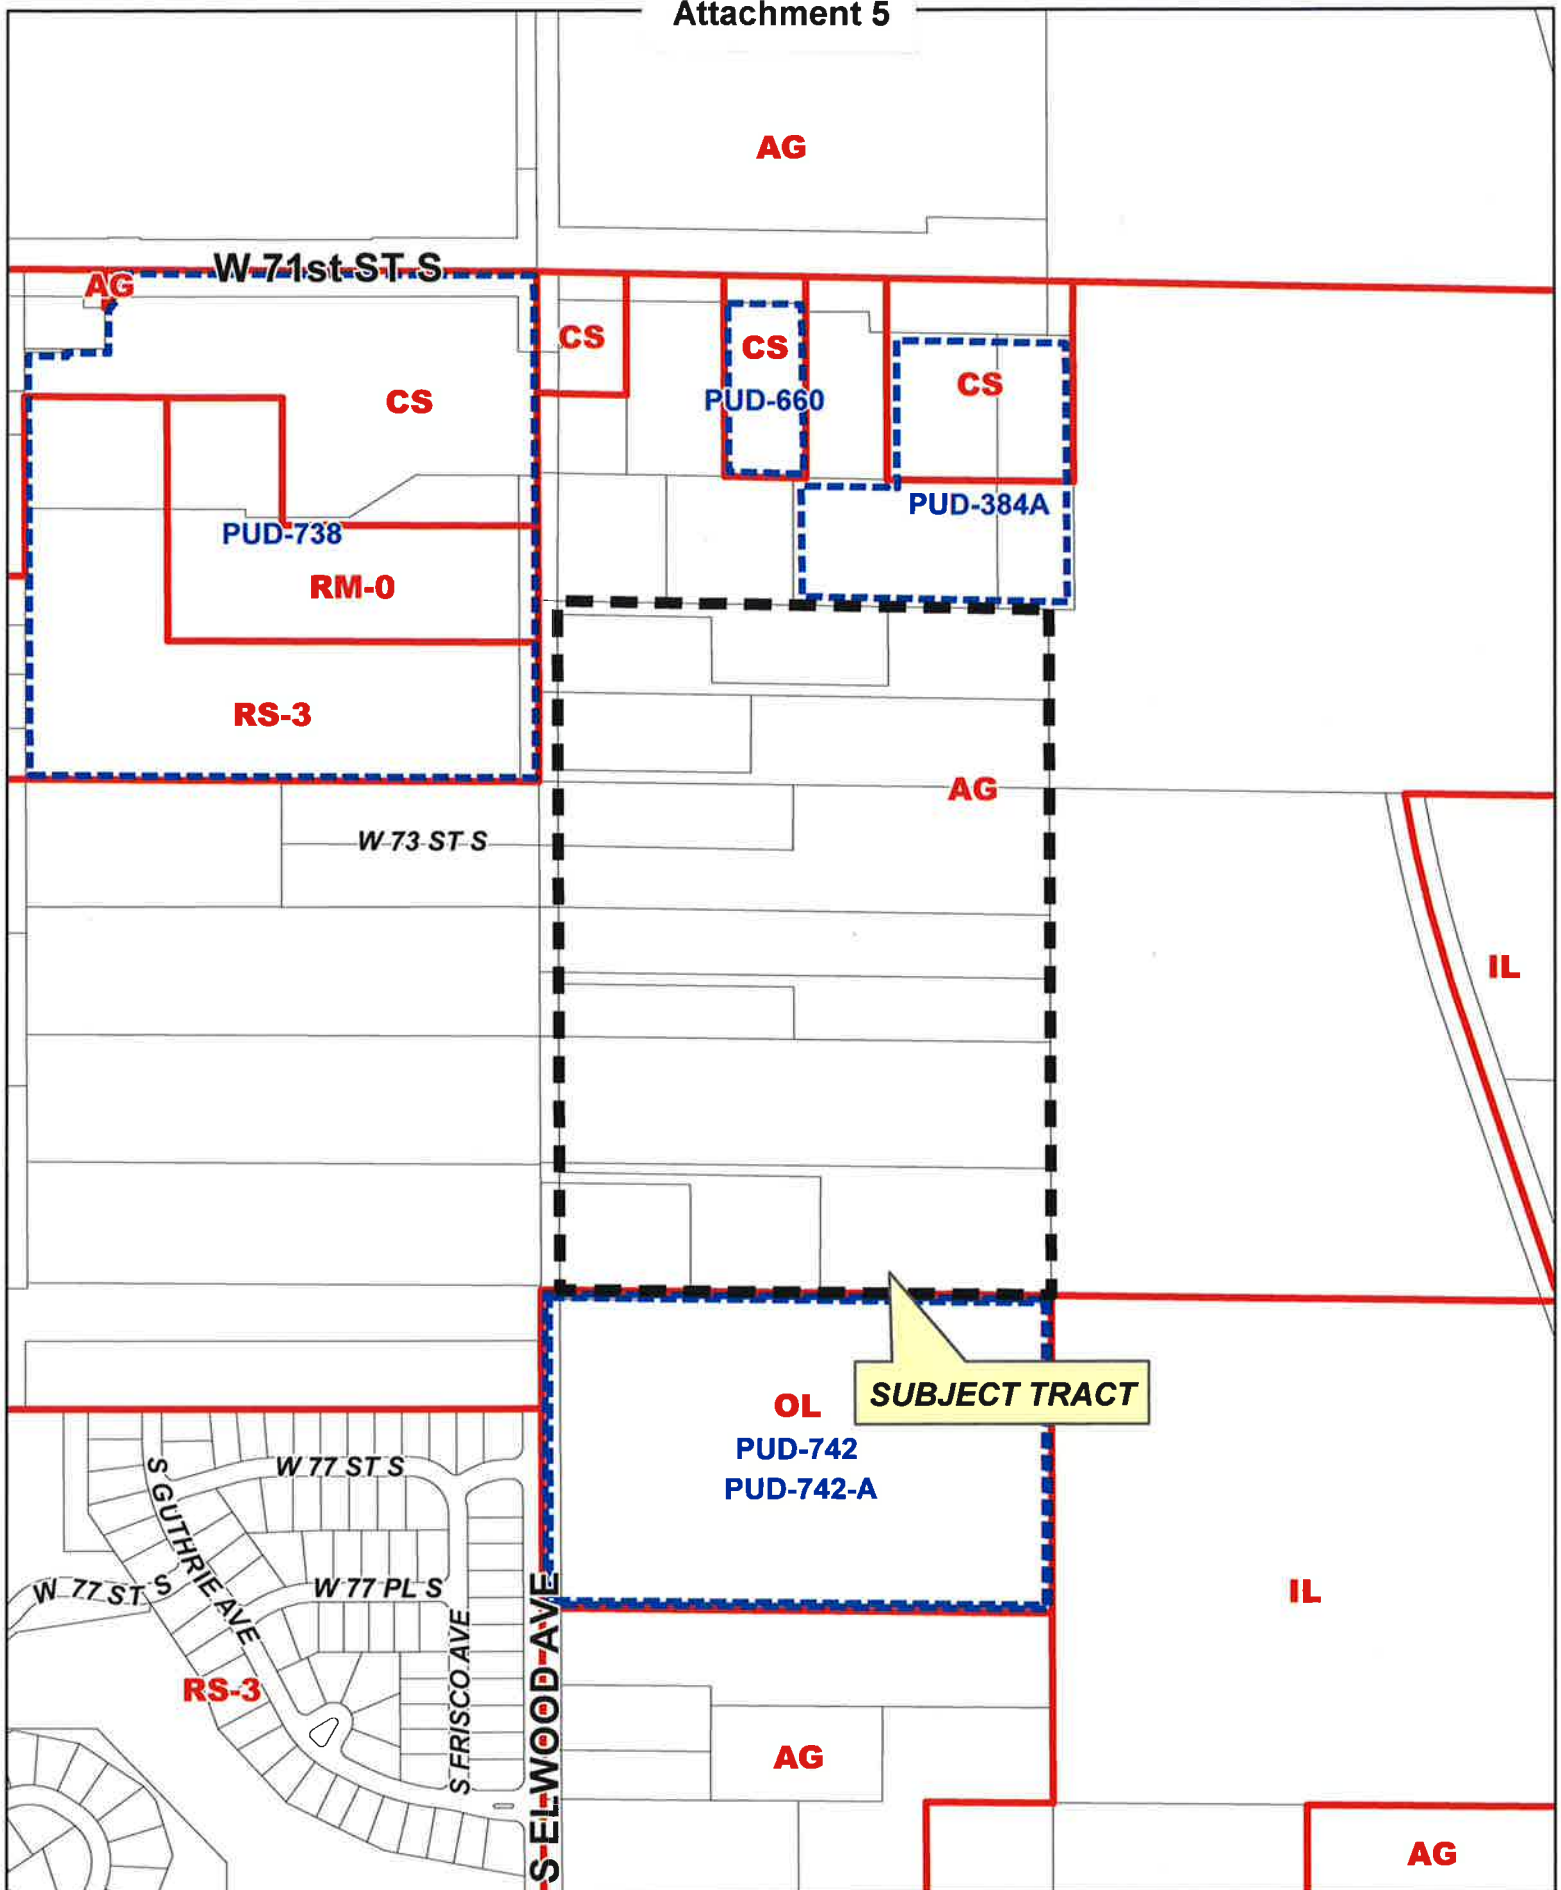 Attachment 5
AG
W 71st ST S
AG
CS
CS
CS
CS
PUD-660
PUD-384A
PUD-738
RM-0
RS-3
AG
W 73 ST S
IL
SUBJECT TRACT
OL
PUD-742
PUD-742-A
W 77 ST S
S GUTHRIE AVE
W 77 ST S
W 77 PL S
S FRISCO AVE
S ELWOOD AVE
IL
RS-3
AG
AG